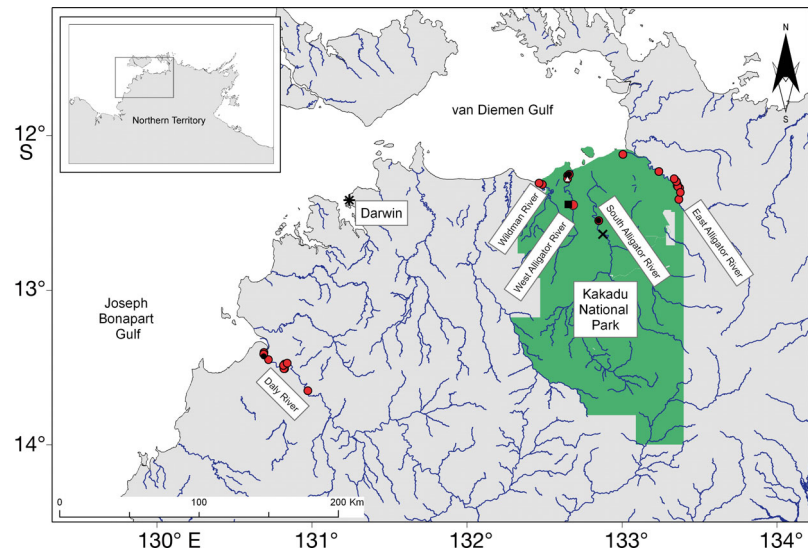 N
S
Northern Territory
van Diemen Gulf
12°
S
13°
14°
Darwin
Wildman River
West Alligator River
South Alligator River
East Alligator River
Kakadu
National
Park
Joseph
Bonapart
Gulf
Daly River
0 100 200 Km
130° E 131° 132° 133° 134°